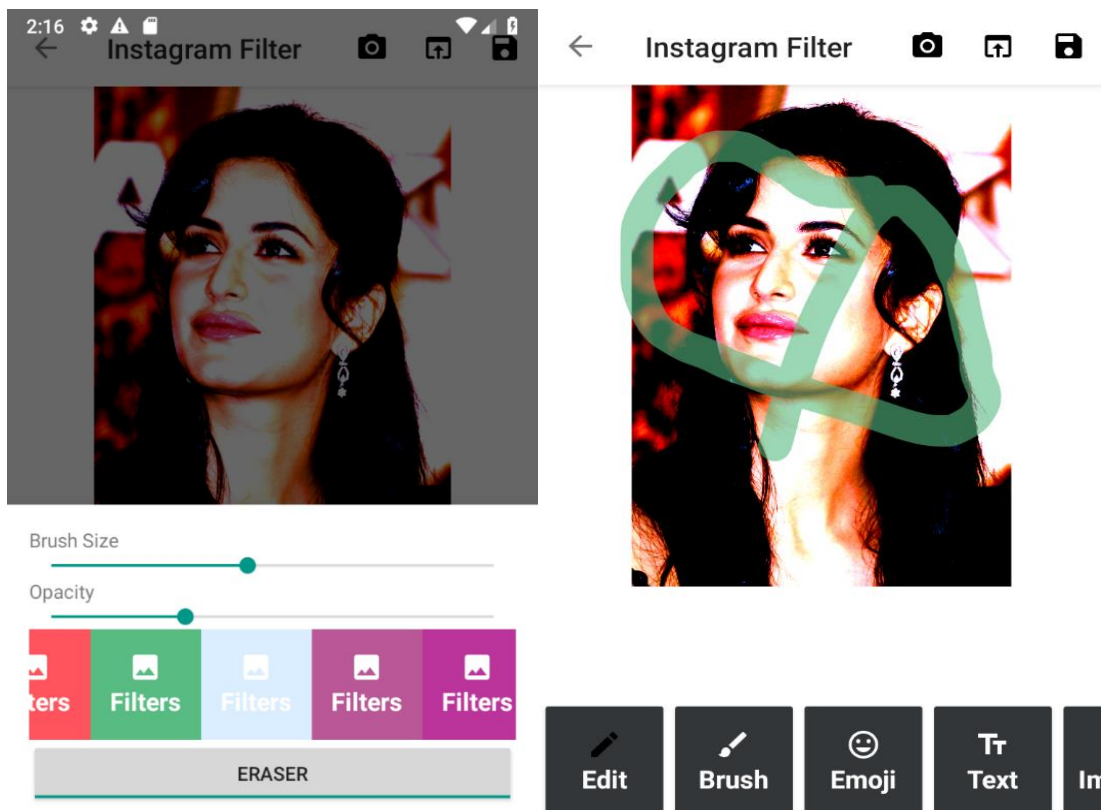 2:16
Instagram Filter
Brush Size
Opacity
ters
Filters
Filters
Filters
Filters
ERASER
Instagram Filter
Edit
Brush
Emoji
Text
Im